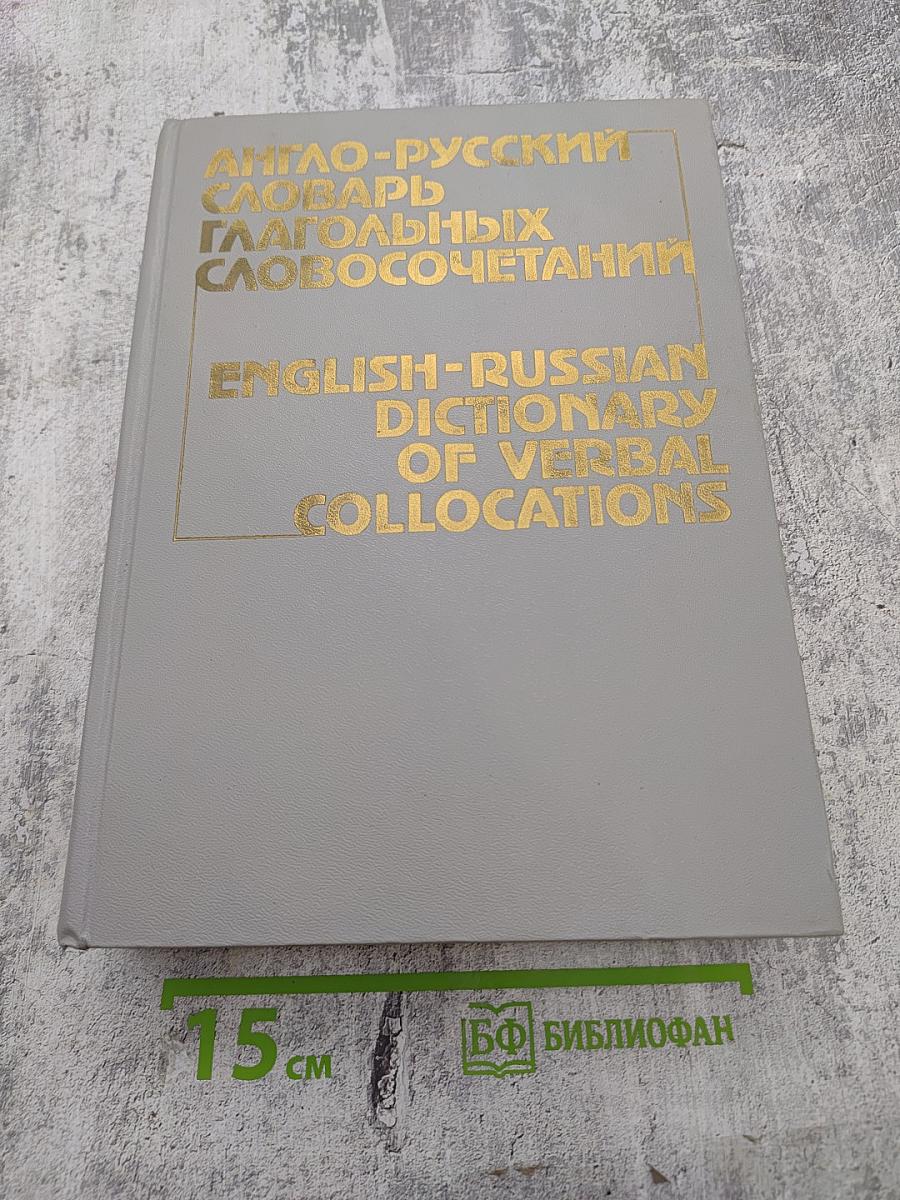 АНГЛО-РУССКИЙ
СЛОВАРЬ
ГЛАГОЛЬНЫХ
СЛОВОСОЧЕТАНИЙ
ENGLISH-RUSSIAN
DICTIONARY
OF VERBAL
COLLOCATIONS
15 см
БФ БИБЛИОФАН